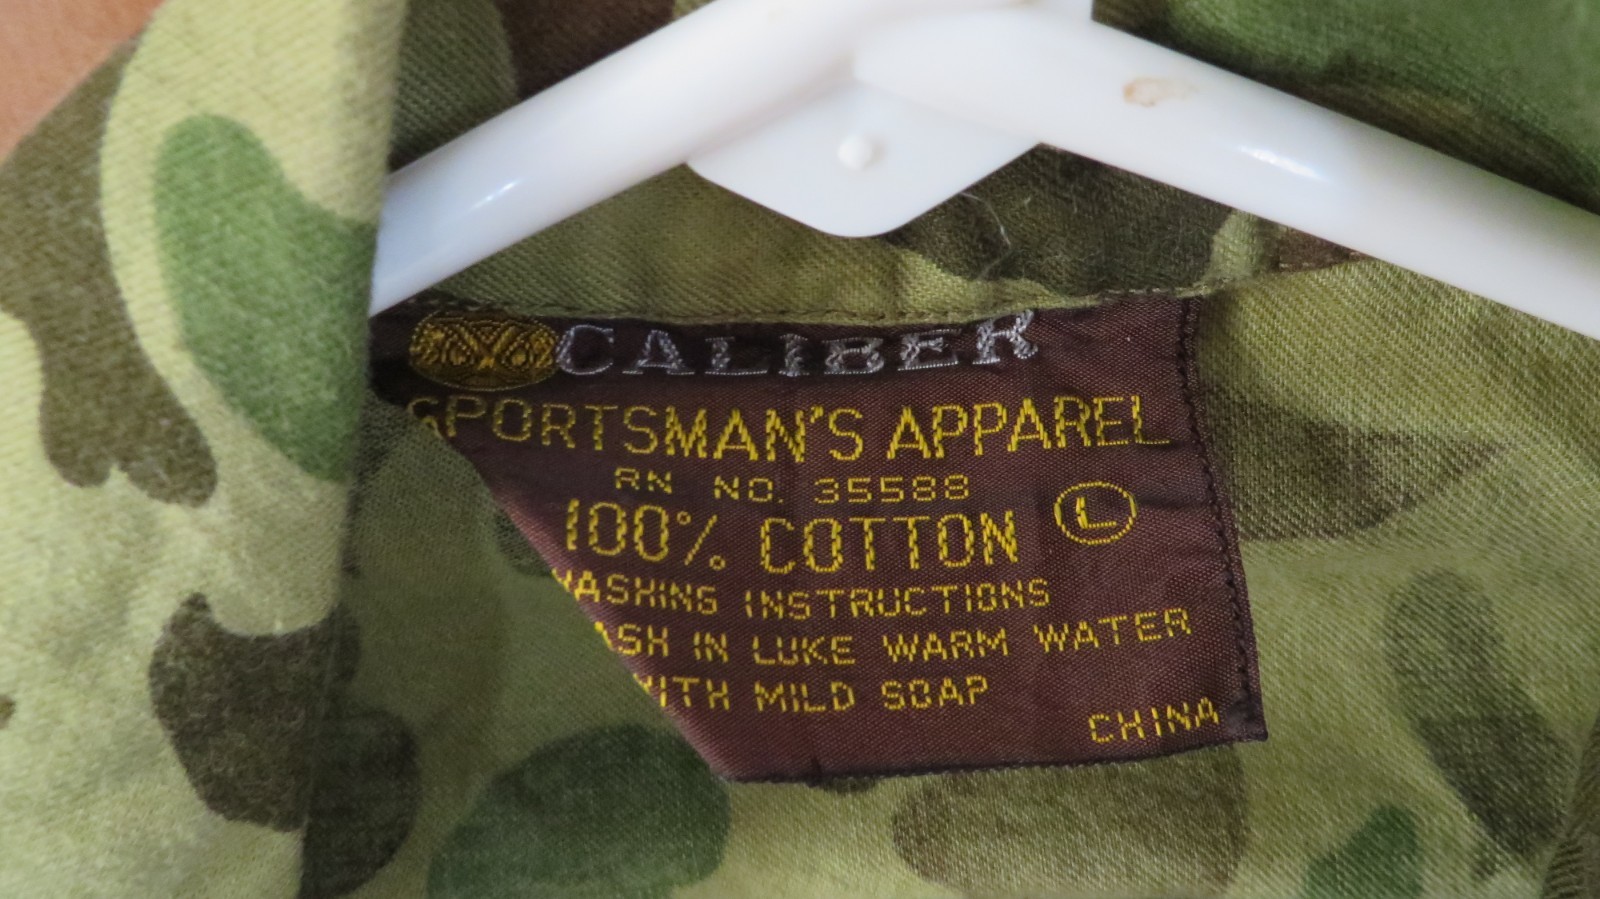 CALIBER
SPORTSMAN'S APPAREL
RN NO. 35588
100% COTTON L
WASHING INSTRUCTIONS
WASH IN LUKE WARM WATER
WITH MILD SOAP
CHINA